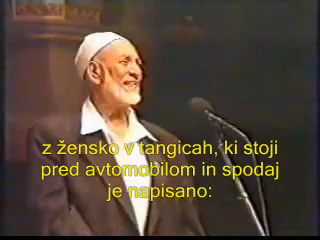 z žensko v tangicah, ki stoji
pred avtomobilom in spodaj
je napisano: